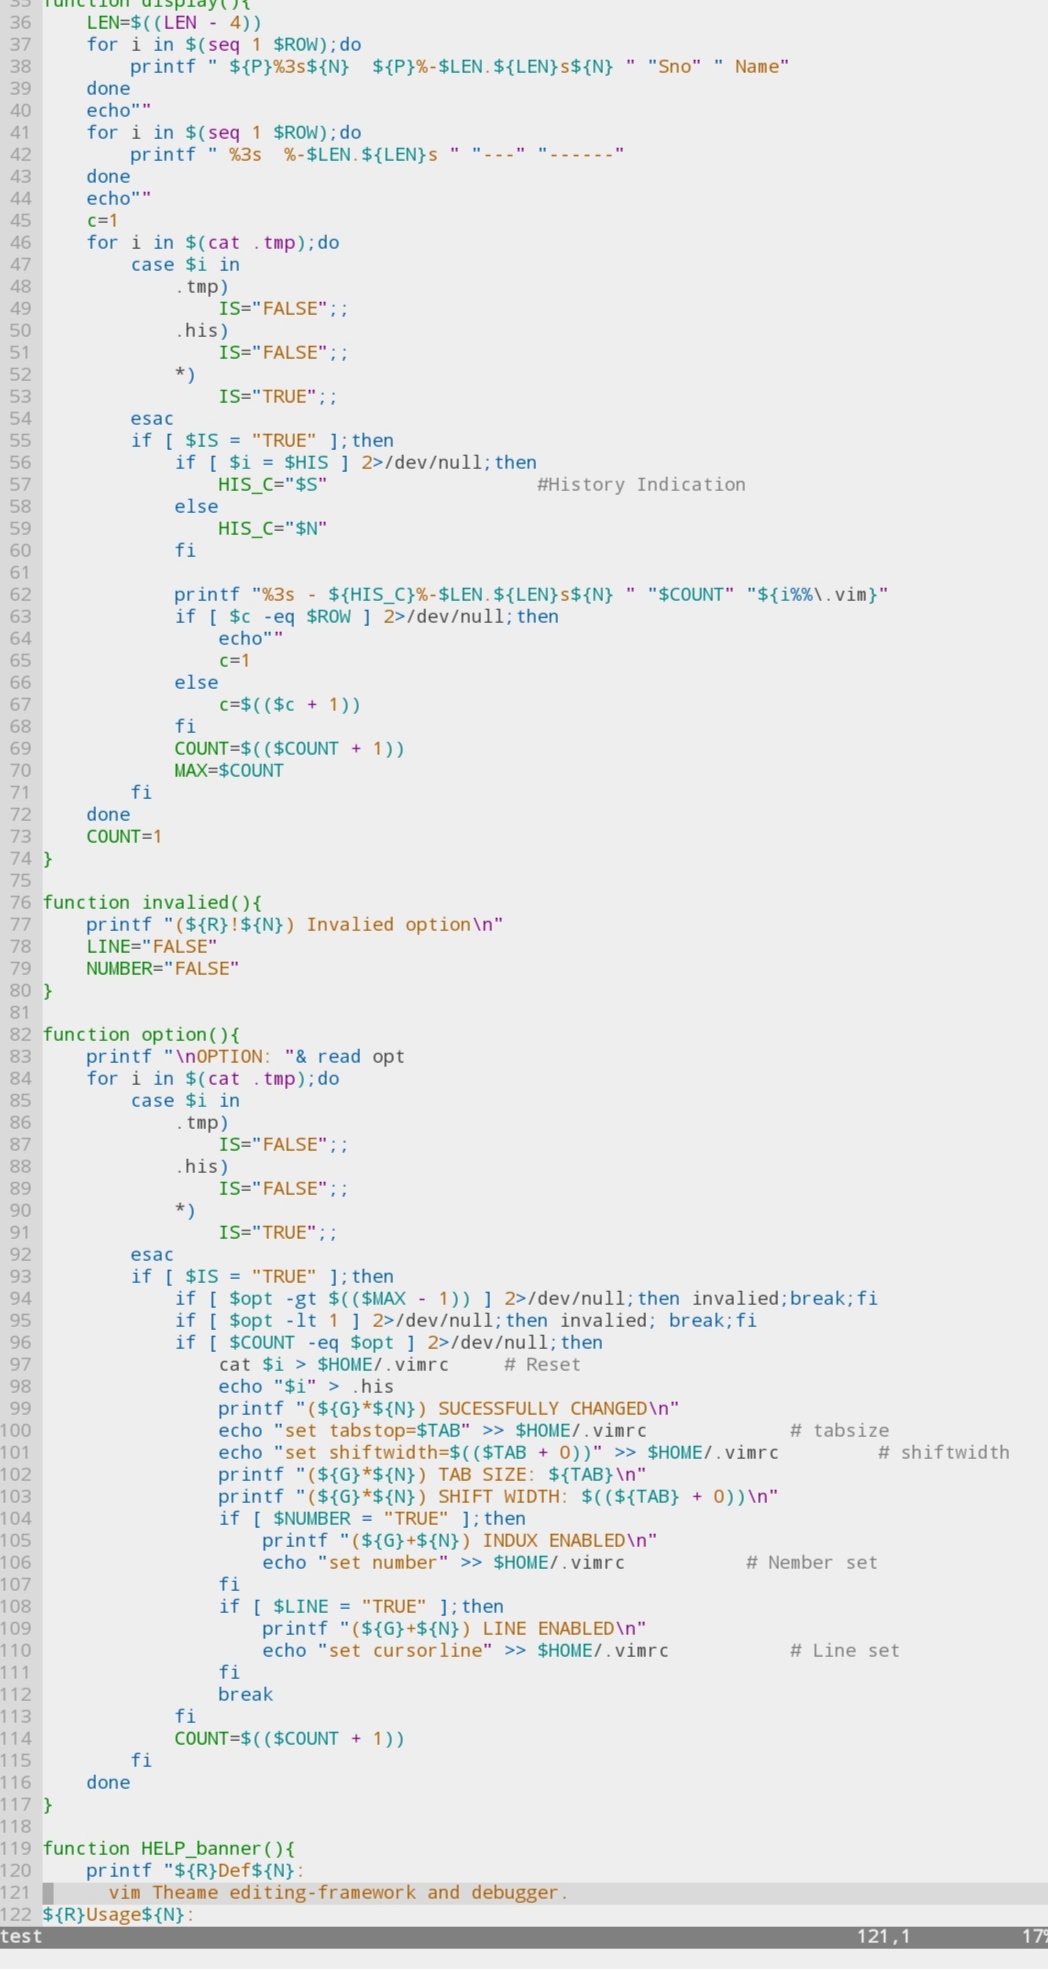 35 function display(){
36     LEN=$((LEN - 4))
37     for i in $(seq 1 $ROW);do
38         printf " ${P}%3s${N}  ${P}%-$LEN.${LEN}s${N} " "Sno" " Name"
39     done
40     echo""
41     for i in $(seq 1 $ROW);do
42         printf " %3s  %-$LEN.${LEN}s " "---" "------"
43     done
44     echo""
45     c=1
46     for i in $(cat .tmp);do
47         case $i in
48             .tmp)
49                 IS="FALSE";;
50             .his)
51                 IS="FALSE";;
52             *)
53                 IS="TRUE";;
54         esac
55         if [ $IS = "TRUE" ];then
56             if [ $i = $HIS ] 2>/dev/null;then
57                 HIS_C="$S"                   #History Indication
58             else
59                 HIS_C="$N"
60             fi
61
62             printf "%3s - ${HIS_C}%-$LEN.${LEN}s${N} " "$COUNT" "${i%%\.vim}"
63             if [ $c -eq $ROW ] 2>/dev/null;then
64                 echo""
65                 c=1
66             else
67                 c=$(($c + 1))
68             fi
69             COUNT=$(($COUNT + 1))
70             MAX=$COUNT
71         fi
72     done
73     COUNT=1
74 }
75
76 function invalied(){
77     printf "(${R}!${N}) Invalied option\n"
78     LINE="FALSE"
79     NUMBER="FALSE"
80 }
81
82 function option(){
83     printf "\nOPTION: "& read opt
84     for i in $(cat .tmp);do
85         case $i in
86             .tmp)
87                 IS="FALSE";;
88             .his)
89                 IS="FALSE";;
90             *)
91                 IS="TRUE";;
92         esac
93         if [ $IS = "TRUE" ];then
94             if [ $opt -gt $(($MAX - 1)) ] 2>/dev/null;then invalied;break;fi
95             if [ $opt -lt 1 ] 2>/dev/null;then invalied; break;fi
96             if [ $COUNT -eq $opt ] 2>/dev/null;then
97                 cat $i > $HOME/.vimrc     # Reset
98                 echo "$i" > .his
99                 printf "(${G}*${N}) SUCESSFULLY CHANGED\n"
100                 echo "set tabstop=$TAB" >> $HOME/.vimrc             # tabsize
101                 echo "set shiftwidth=$(($TAB + 0))" >> $HOME/.vimrc         # shiftwidth
102                 printf "(${G}*${N}) TAB SIZE: ${TAB}\n"
103                 printf "(${G}*${N}) SHIFT WIDTH: $((${TAB} + 0))\n"
104                 if [ $NUMBER = "TRUE" ];then
105                     printf "(${G}+${N}) INDUX ENABLED\n"
106                     echo "set number" >> $HOME/.vimrc           # Nember set
107                 fi
108                 if [ $LINE = "TRUE" ];then
109                     printf "(${G}+${N}) LINE ENABLED\n"
110                     echo "set cursorline" >> $HOME/.vimrc           # Line set
111                 fi
112                 break
113             fi
114             COUNT=$(($COUNT + 1))
115         fi
116     done
117 }
118
119 function HELP_banner(){
120     printf "${R}Def${N}:
121       vim Theame editing-framework and debugger.
122 ${R}Usage${N}:
test 121,1 17%